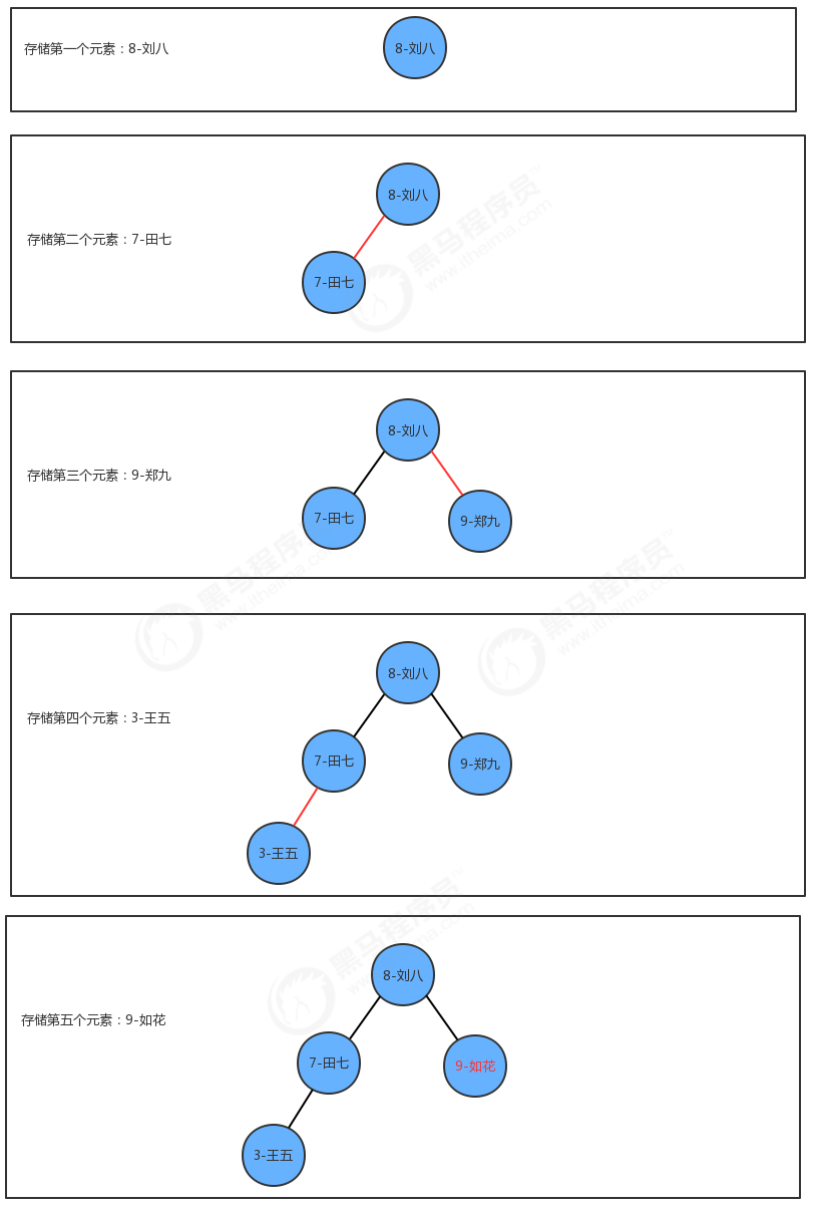 存储第一个元素：8-刘八
8-刘八
8-刘八
存储第二个元素：7-田七
7-田七
黑马程序员
www.itheima.com
8-刘八
存储第三个元素：9-郑九
7-田七
9-郑九
黑马程序员
www.itheima.com
黑马程序员
www.itheima.com
8-刘八
存储第四个元素：3-王五
7-田七
9-郑九
3-王五
黑马程序员
www.itheima.com
8-刘八
存储第五个元素：9-如花
7-田七
9-如花
3-王五